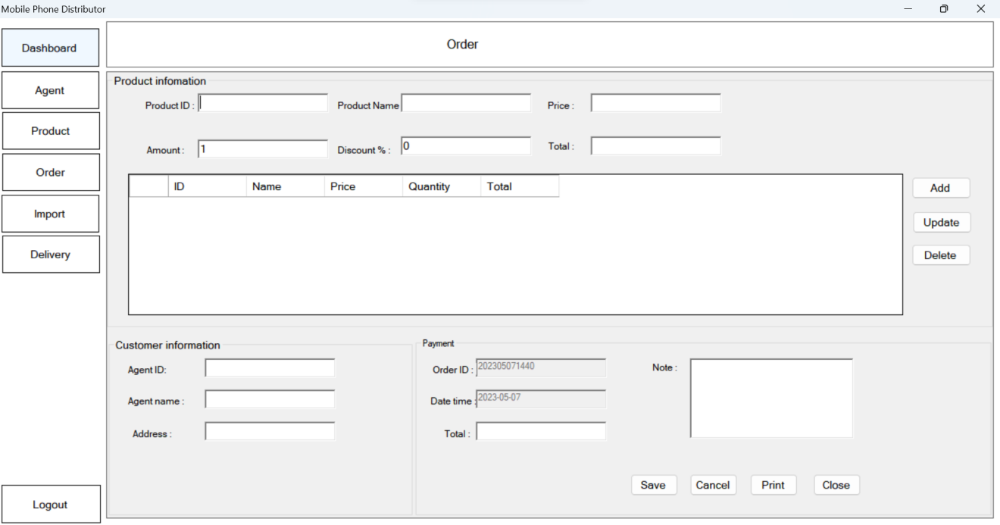 Mobile Phone Distributor
Dashboard
Agent
Product
Order
Import
Delivery
Logout
Order
Product infomation
Product ID : Product Name Price :
Amount : 1 Discount % : 0 Total :
ID Name Price Quantity Total
Add
Update
Delete
Customer information
Agent ID:
Agent name :
Address :
Payment
Order ID : 202305071440 Note :
Date time : 2023-05-07
Total :
Save Cancel Print Close